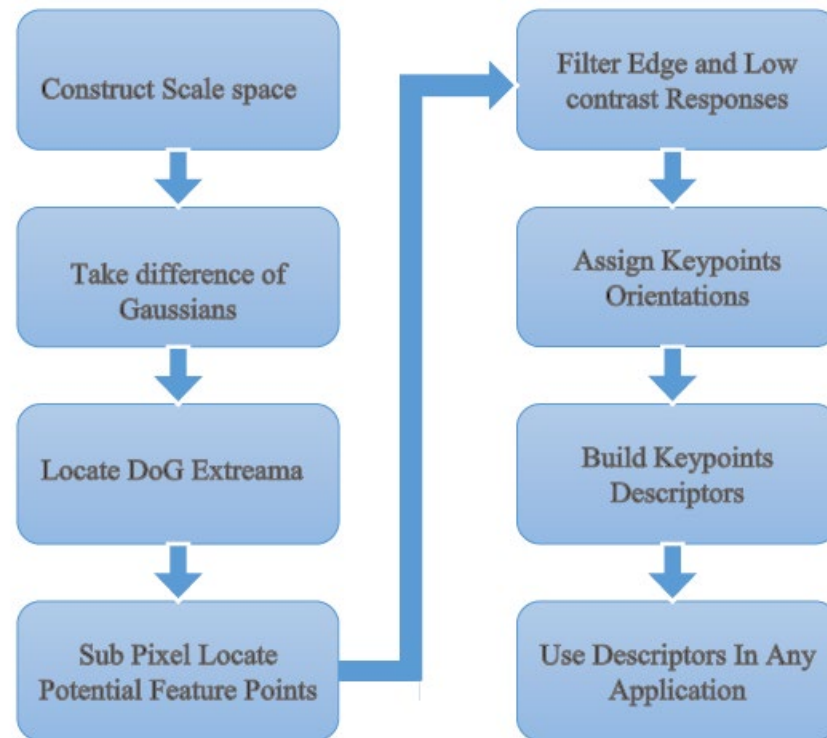 Construct Scale space
Take difference of
Gaussians
Locate DoG Extreama
Sub Pixel Locate
Potential Feature Points
Filter Edge and Low
contrast Responses
Assign Keypoints
Orientations
Build Keypoints
Descriptors
Use Descriptors In Any
Application